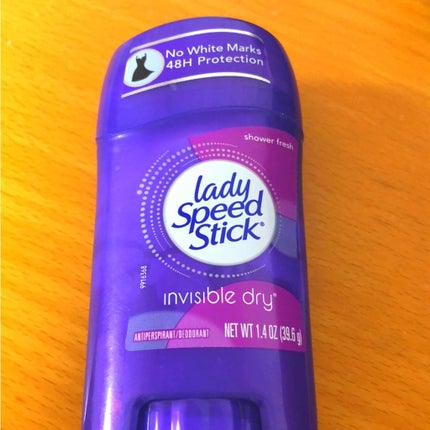 No White Marks
48H Protection
shower fresh
lady
Speed
Stick®
invisible dry®
ANTIPERSPIRANT/DEODORANT
NET WT 1.4 OZ (39.6 g)